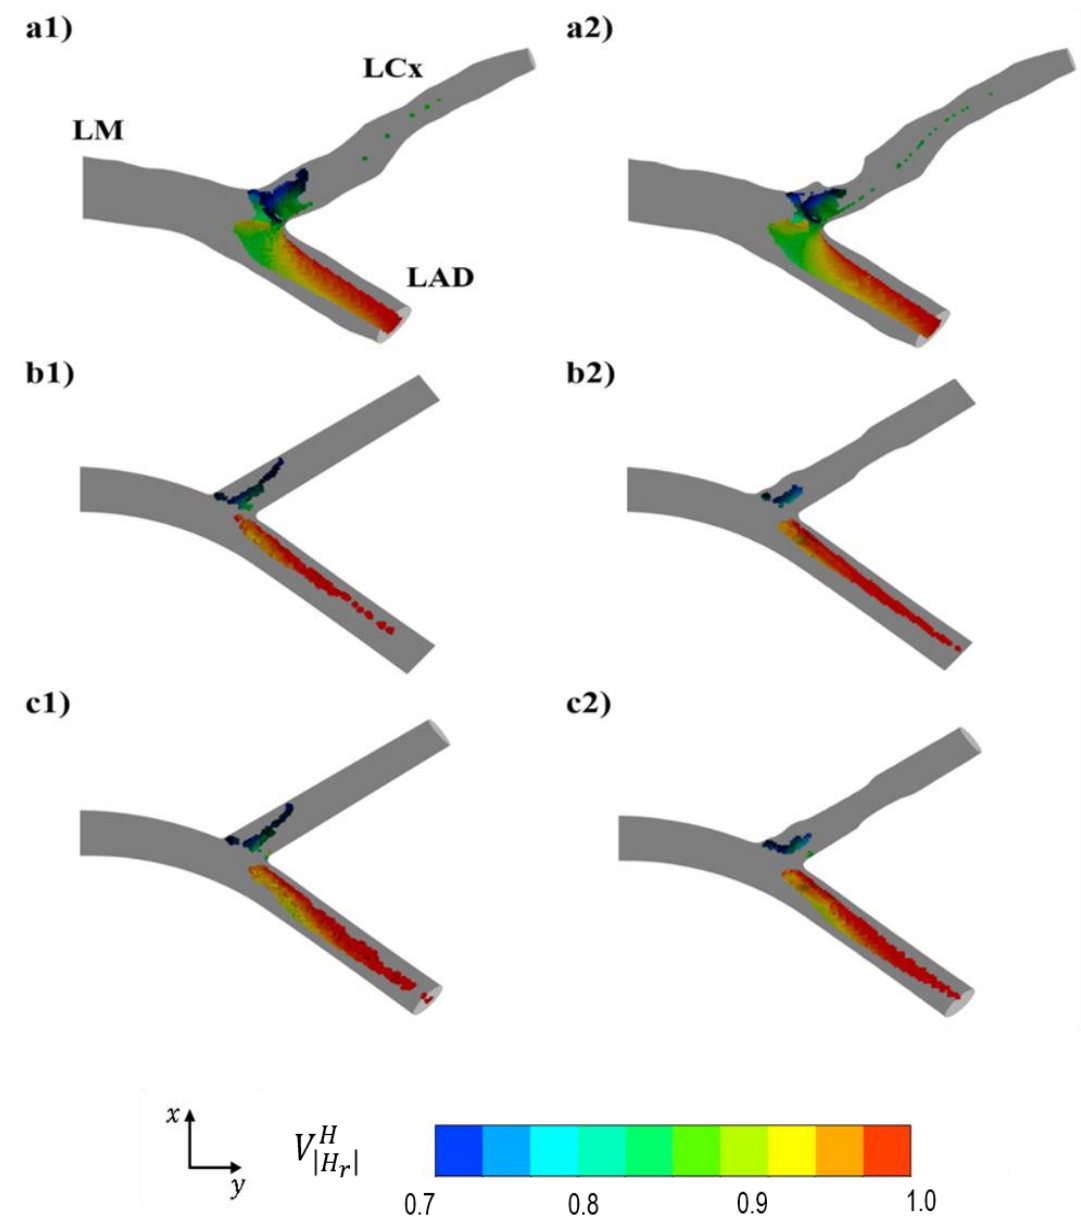 a1)
a2)
LCx
LM
LAD
b1)
b2)
c1)
c2)
x
y
V^H_{|H_r|}
0.7 0.8 0.9 1.0